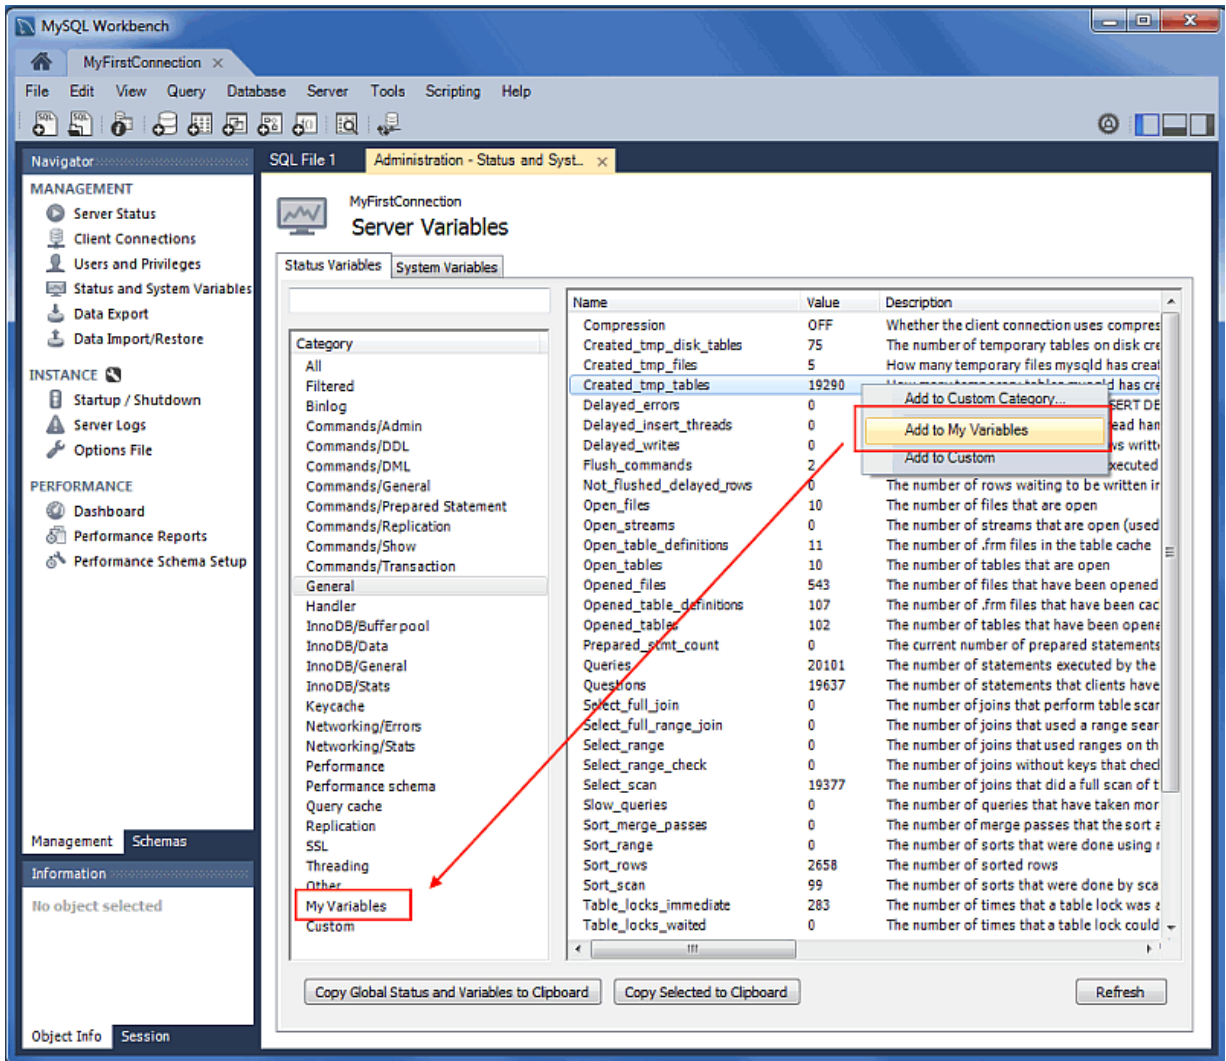 MySQL Workbench
MyFirstConnection
File Edit View Query Database Server Tools Scripting Help
Navigator
MANAGEMENT
Server Status
Client Connections
Users and Privileges
Status and System Variables
Data Export
Data Import/Restore
INSTANCE
Startup / Shutdown
Server Logs
Options File
PERFORMANCE
Dashboard
Performance Reports
Performance Schema Setup
Management Schemas
Information
No object selected
Object Info Session
SQL File 1 Administration - Status and Syst..
MyFirstConnection
Server Variables
Status Variables System Variables
Category
All
Filtered
Binlog
Commands/Admin
Commands/DDL
Commands/DML
Commands/General
Commands/Prepared Statement
Commands/Replication
Commands/Show
Commands/Transaction
General
Handler
InnoDB/Buffer pool
InnoDB/Data
InnoDB/General
InnoDB/Stats
Keycache
Networking/Errors
Networking/Stats
Performance
Performance schema
Query cache
Replication
SSL
Threading
Other
My Variables
Custom
Name Value Description
Compression OFF Whether the client connection uses compres
Created_tmp_disk_tables 75 The number of temporary tables on disk cre
Created_tmp_files 5 How many temporary files mysqld has creat
Created_tmp_tables 19290 How many temporary tables mysqld has cre
Delayed_errors 0 SERT DE
Delayed_insert_threads 0 ead han
Delayed_writes 0 ws writt
Flush_commands 2 xecuted
Not_flushed_delayed_rows 0 The number of rows waiting to be written ir
Open_files 10 The number of files that are open
Open_streams 0 The number of streams that are open (used
Open_table_definitions 11 The number of .frm files in the table cache
Open_tables 10 The number of tables that are open
Opened_files 543 The number of files that have been opened
Opened_table_definitions 107 The number of .frm files that have been cac
Opened_tables 102 The number of tables that have been opene
Prepared_stmt_count 0 The current number of prepared statements
Queries 20101 The number of statements executed by the
Questions 19637 The number of statements that clients have
Select_full_join 0 The number of joins that perform table scar
Select_full_range_join 0 The number of joins that used a range sear
Select_range 0 The number of joins that used ranges on th
Select_range_check 0 The number of joins without keys that chec
Select_scan 19377 The number of joins that did a full scan of t
Slow_queries 0 The number of queries that have taken mor
Sort_merge_passes 0 The number of merge passes that the sort a
Sort_range 0 The number of sorts that were done using r
Sort_rows 2658 The number of sorted rows
Sort_scan 99 The number of sorts that were done by sca
Table_locks_immediate 283 The number of times that a table lock was a
Table_locks_waited 0 The number of times that a table lock could
Add to Custom Category...
Add to My Variables
Add to Custom
Copy Global Status and Variables to Clipboard Copy Selected to Clipboard Refresh